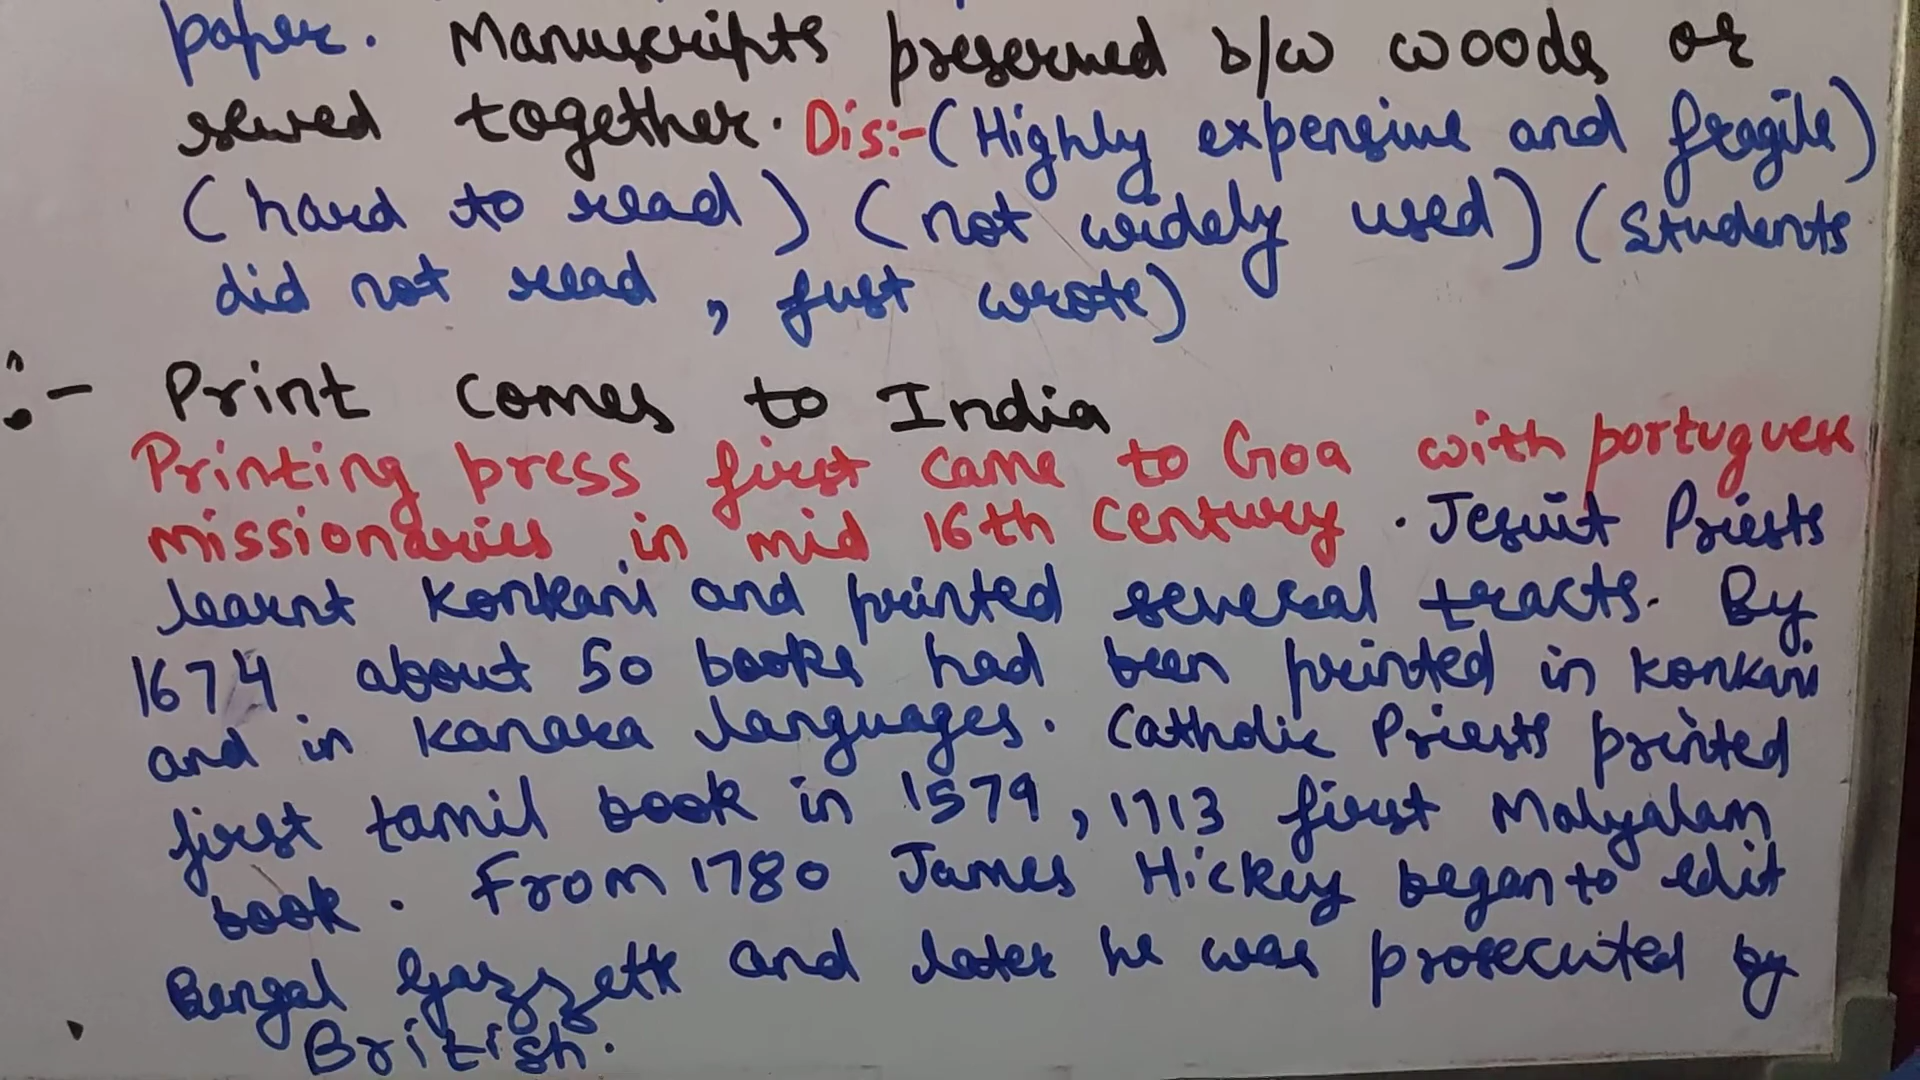 paper. Manuscripts preserved b/w woods or
sewed together. Dis:-(Highly expensive and fragile)
(hard to read) (not widely used) (Students
did not read, just wrote)
:- Print comes to India
Printing press first came to Goa with portuguese
missionaries in mid 16th Century. Jesuit Priests
learnt Konkani and printed several tracts. By
1674 about 50 books had been printed in Konkani
and in Kanara languages. Catholic Priests printed
first tamil book in 1579, 1713 first Malyalam
book. From 1780 James Hickey began to edit
Bengal Gazzette and later he was prosecuted by
British.